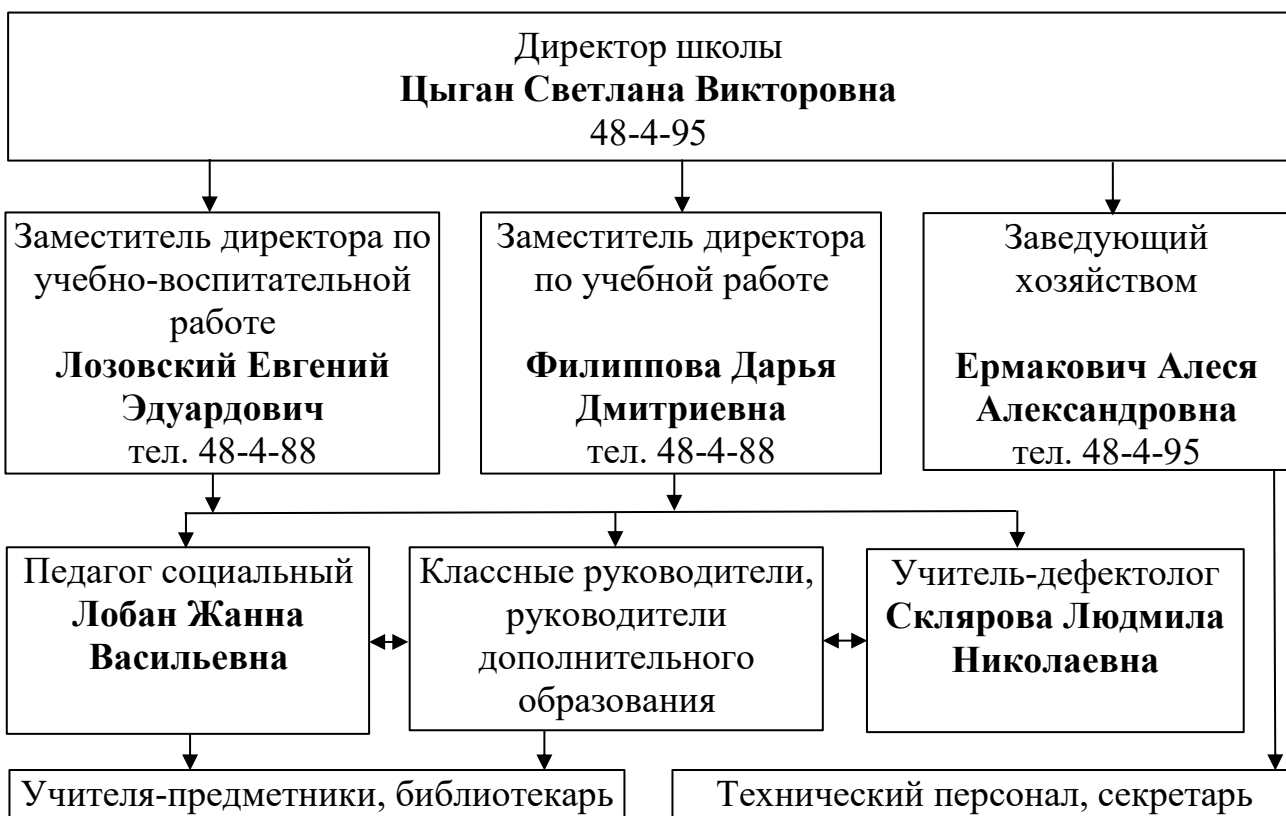 Директор школы
Цыган Светлана Викторовна
48-4-95
Заместитель директора по
учебно-воспитательной
работе
Лозовский Евгений
Эдуардович
тел. 48-4-88
Заместитель директора
по учебной работе
Филиппова Дарья
Дмитриевна
тел. 48-4-88
Заведующий
хозяйством
Ермакович Алеся
Александровна
тел. 48-4-95
Педагог социальный
Лобан Жанна
Васильевна
Классные руководители,
руководители
дополнительного
образования
Учитель-дефектолог
Склярова Людмила
Николаевна
Учителя-предметники, библиотекарь
Технический персонал, секретарь